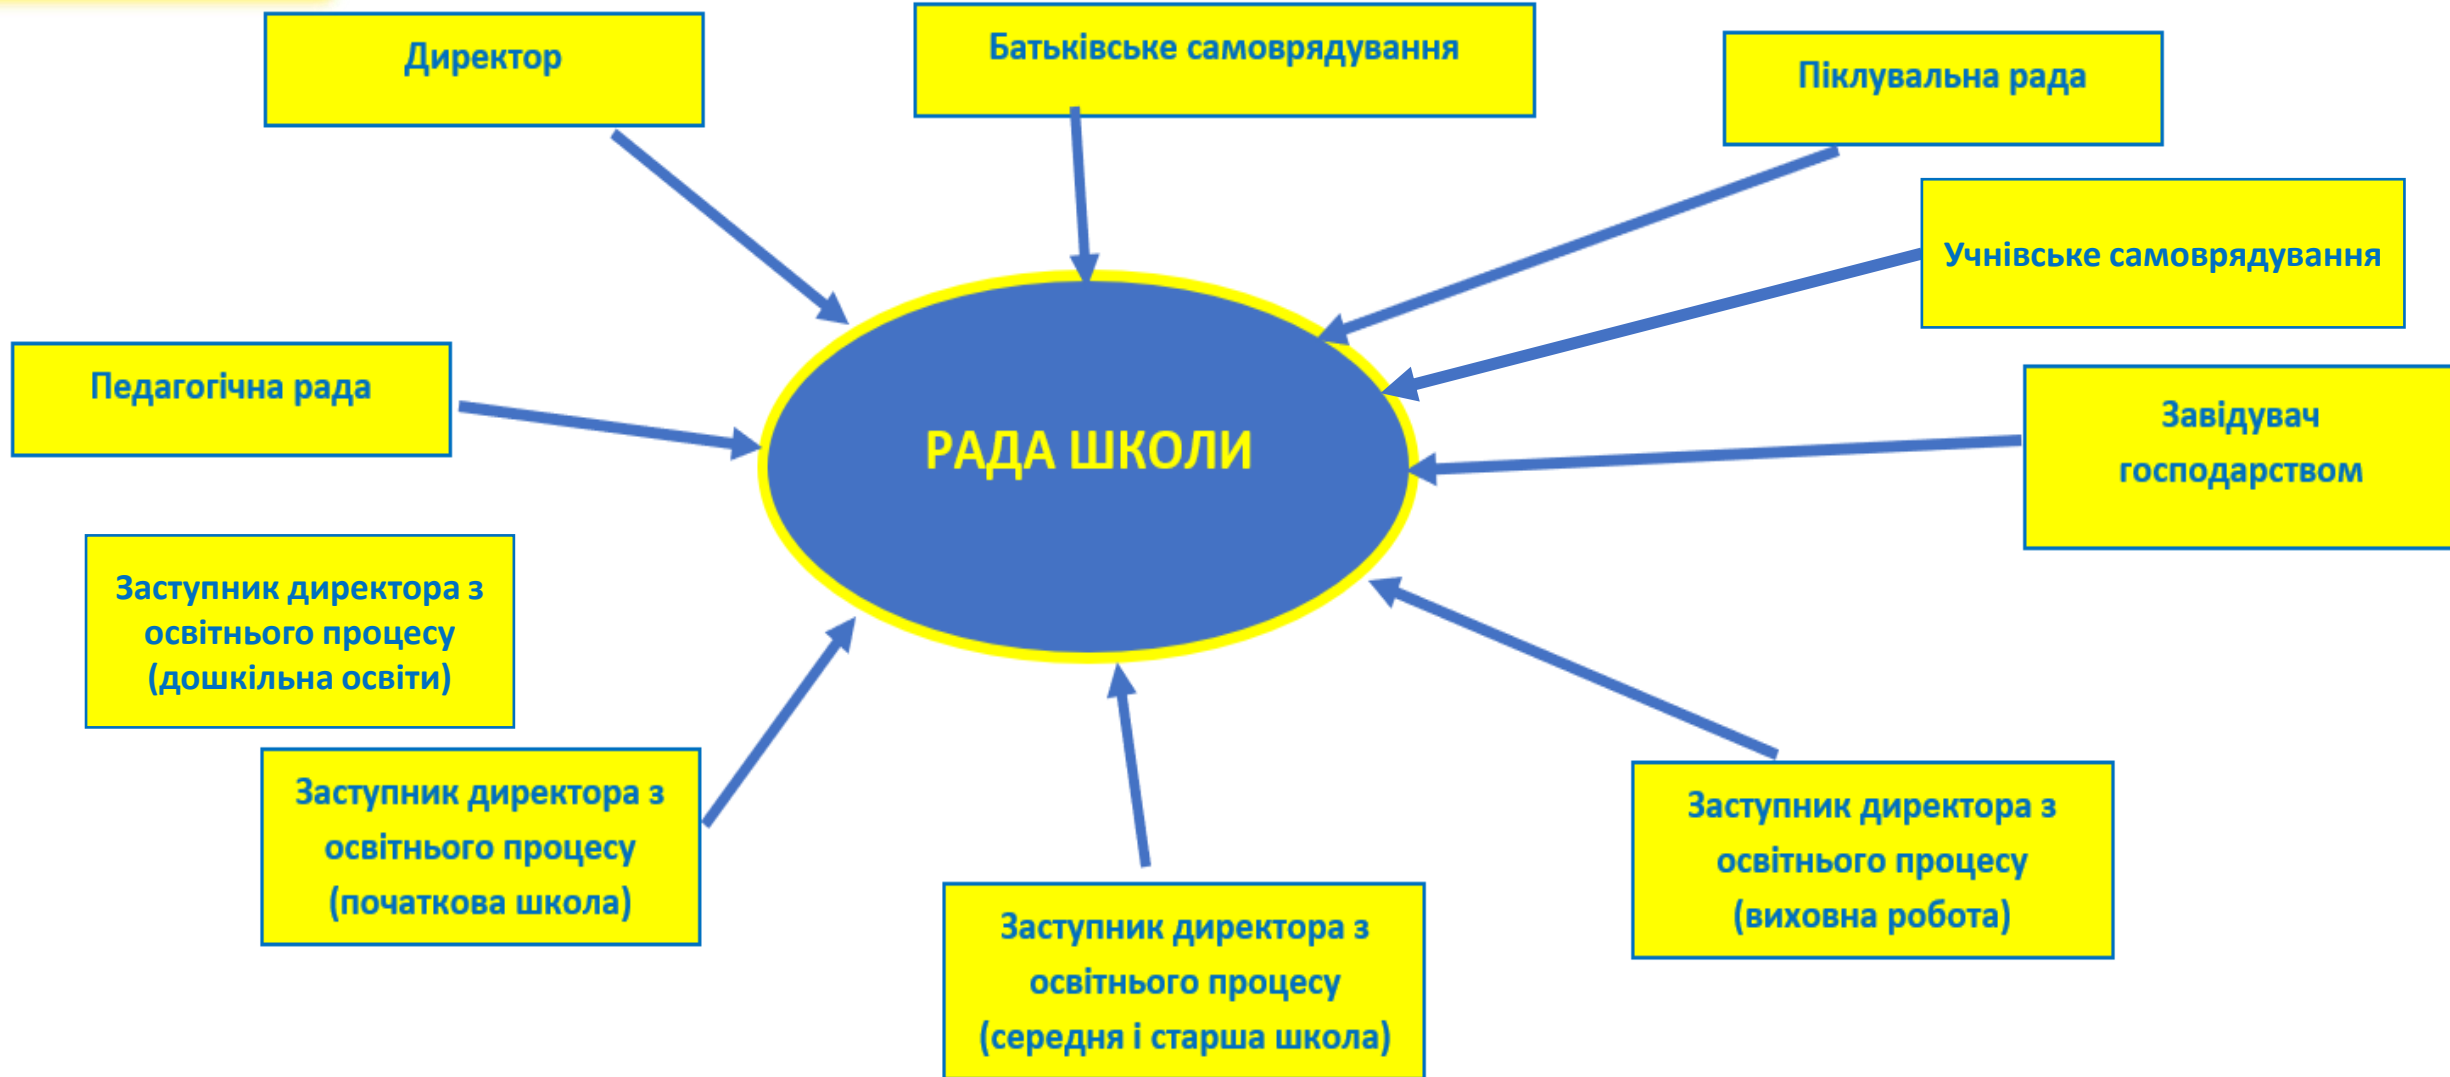 Директор
Батьківське самоврядування
Піклувальна рада
Учнівське самоврядування
Педагогічна рада
РАДА ШКОЛИ
Завідувач
господарством
Заступник директора з
освітнього процесу
(дошкільна освіти)
Заступник директора з
освітнього процесу
(початкова школа)
Заступник директора з
освітнього процесу
(середня і старша школа)
Заступник директора з
освітнього процесу
(виховна робота)